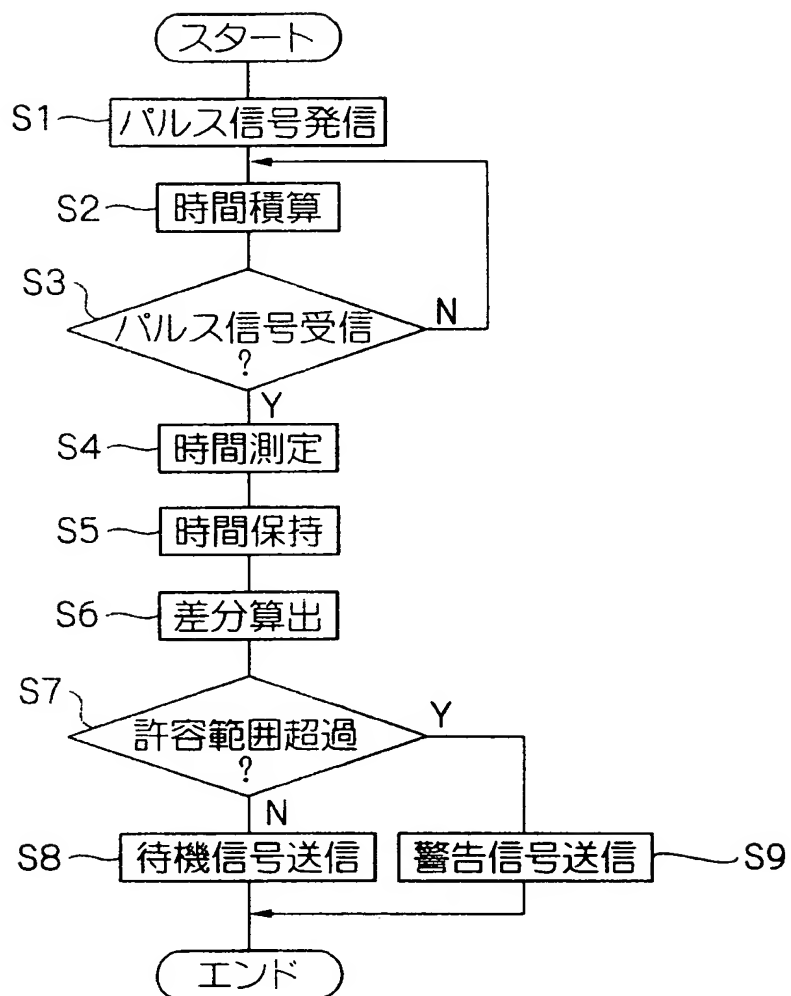 スタート
S1
パルス信号発信
S2
時間積算
S3
パルス信号受信
?
N
Y
S4
時間測定
S5
時間保持
S6
差分算出
S7
許容範囲超過
?
Y
N
S8
待機信号送信
警告信号送信
S9
エンド